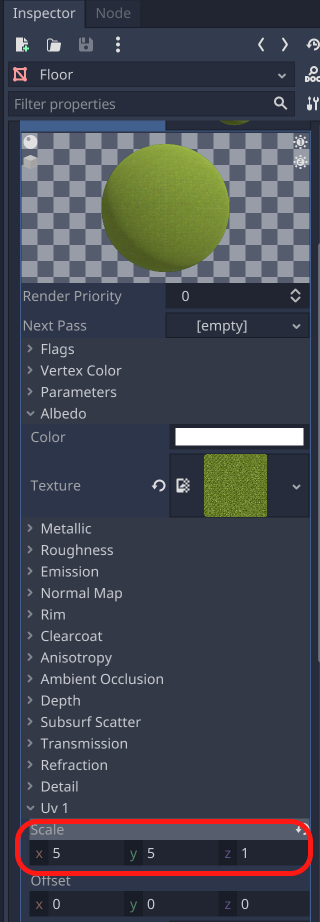 Inspector Node
Floor
DOC
Filter properties
Render Priority 0
Next Pass [empty]
Flags
Vertex Color
Parameters
Albedo
Color
Texture
Metallic
Roughness
Emission
Normal Map
Rim
Clearcoat
Anisotropy
Ambient Occlusion
Depth
Subsurf Scatter
Transmission
Refraction
Detail
Uv 1
Scale
x 5 y 5 z 1
Offset
x 0 y 0 z 0